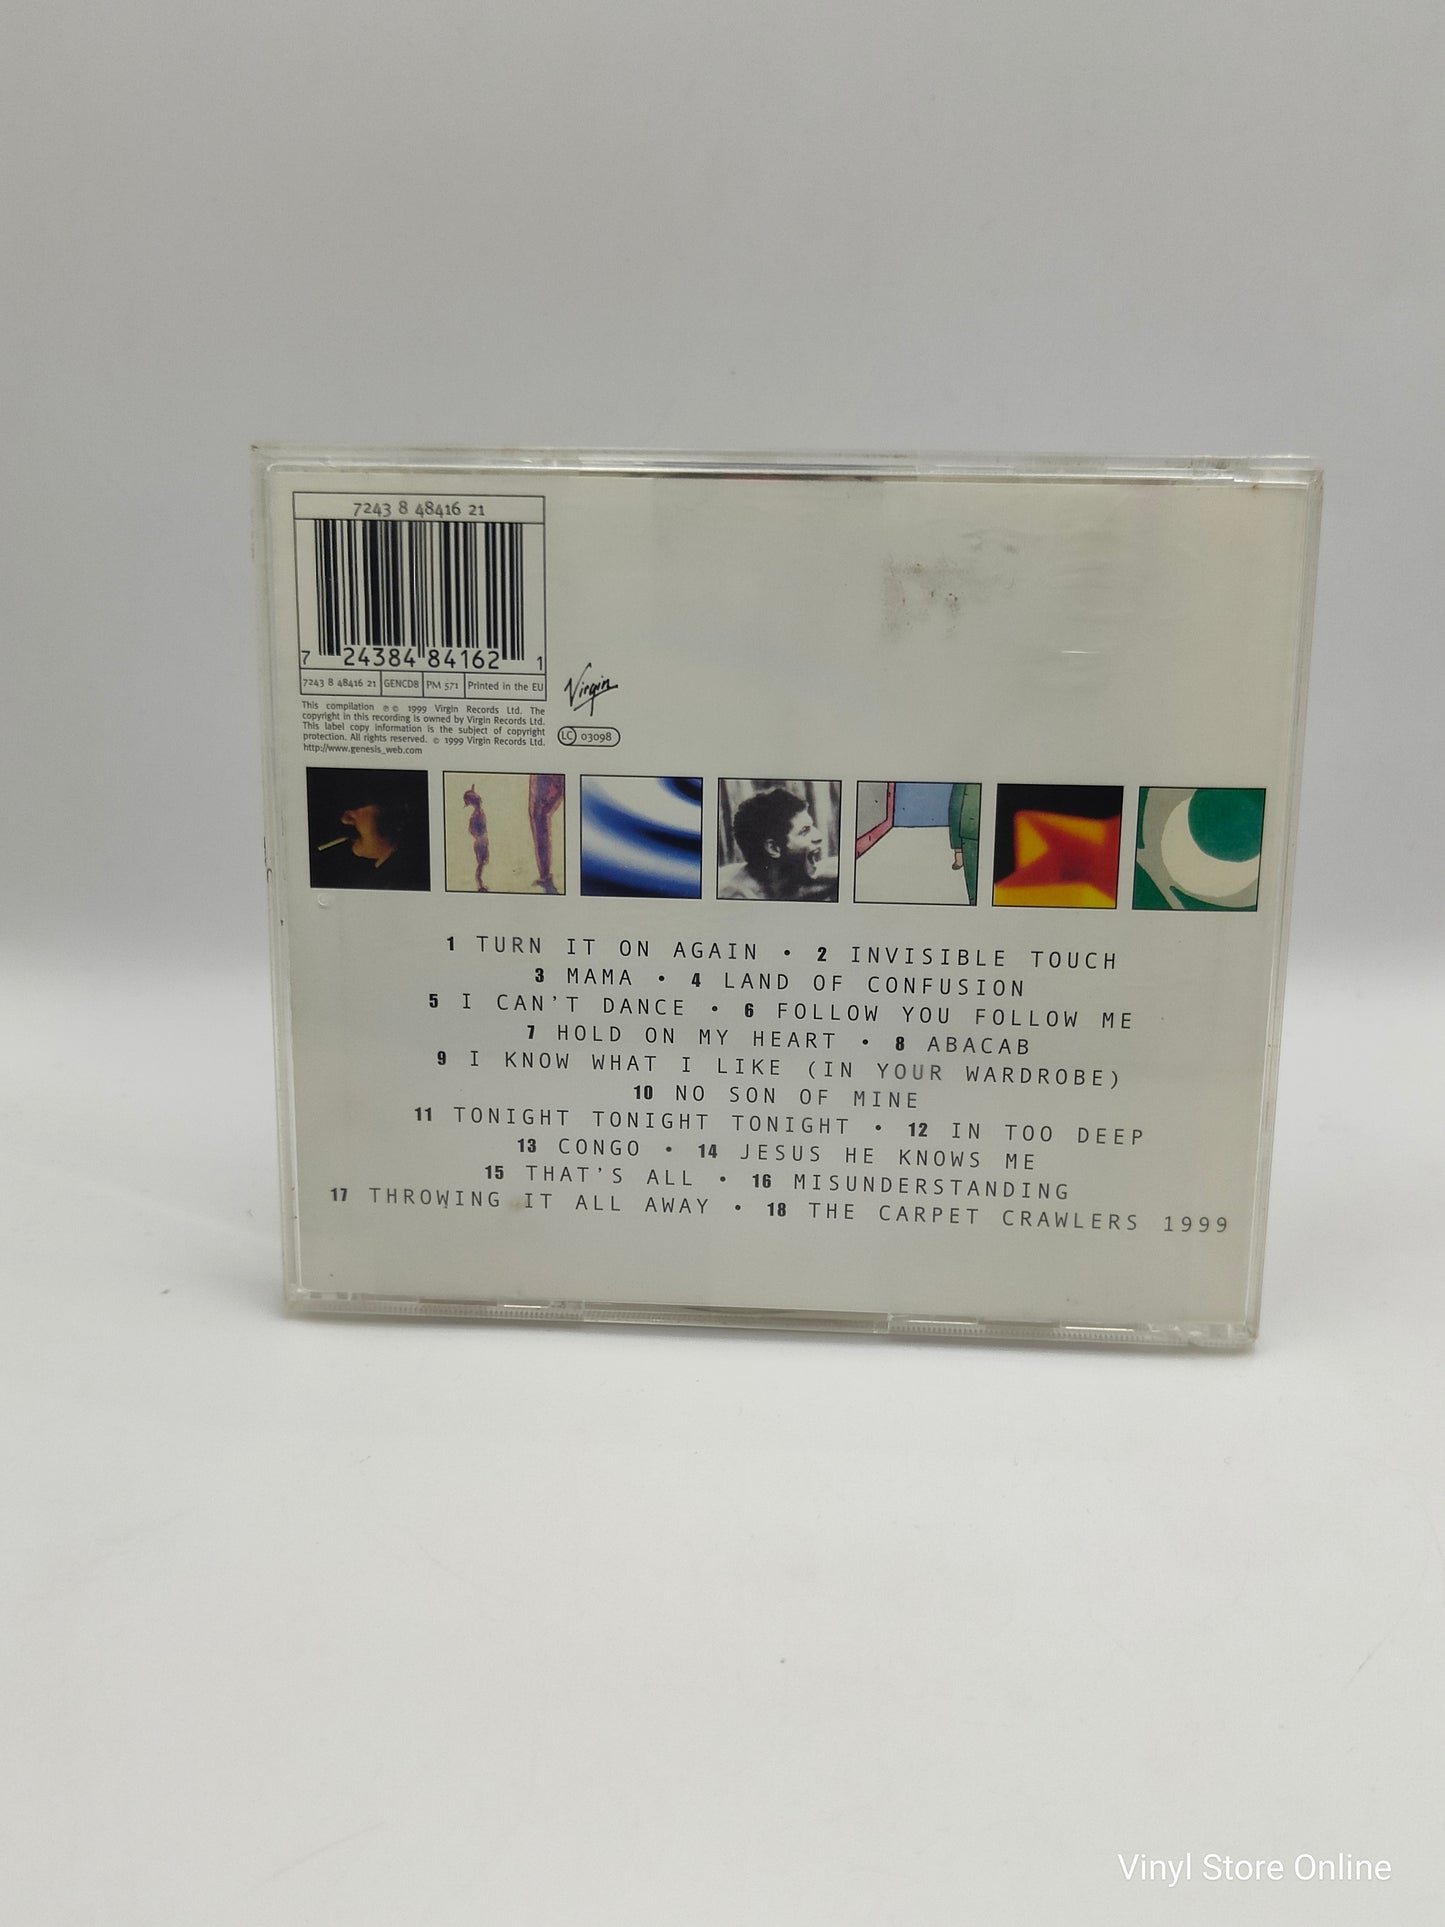 7243 8 48416 21
7 24384 84162 1
7243 8 48416 21 GENCD8 PM 571 Printed in the EU
This compilation ℗ © 1999 Virgin Records Ltd. The
copyright in this recording is owned by Virgin Records Ltd.
This label copy information is the subject of copyright
protection. All rights reserved. © 1999 Virgin Records Ltd.
http://www.genesis_web.com
Virgin
LC 03098
1 TURN IT ON AGAIN • 2 INVISIBLE TOUCH
3 MAMA • 4 LAND OF CONFUSION
5 I CAN'T DANCE • 6 FOLLOW YOU FOLLOW ME
7 HOLD ON MY HEART • 8 ABACAB
9 I KNOW WHAT I LIKE (IN YOUR WARDROBE)
10 NO SON OF MINE
11 TONIGHT TONIGHT TONIGHT • 12 IN TOO DEEP
13 CONGO • 14 JESUS HE KNOWS ME
15 THAT'S ALL • 16 MISUNDERSTANDING
17 THROWING IT ALL AWAY • 18 THE CARPET CRAWLERS 1999
Vinyl Store Online